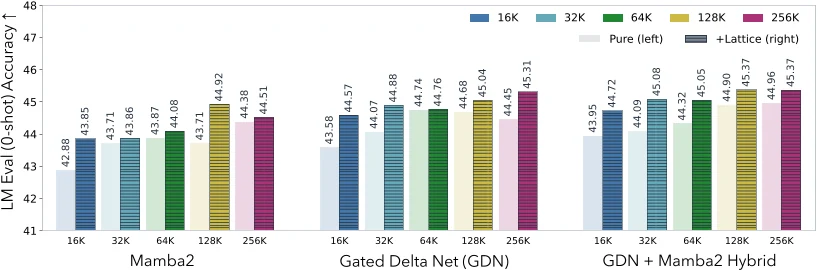 LM Eval (0-shot) Accuracy ↑
48
47
46
45
44
43
42
41
16K 32K 64K 128K 256K
Pure (left) +Lattice (right)
42.88 43.85 43.71 43.86 43.87 44.08 43.71 44.92 44.38 44.51
43.58 44.57 44.07 44.88 44.74 44.76 44.68 45.04 44.45 45.31
43.95 44.72 44.09 45.08 44.32 45.05 44.90 45.37 44.96 45.37
16K 32K 64K 128K 256K
16K 32K 64K 128K 256K
16K 32K 64K 128K 256K
Mamba2
Gated Delta Net (GDN)
GDN + Mamba2 Hybrid